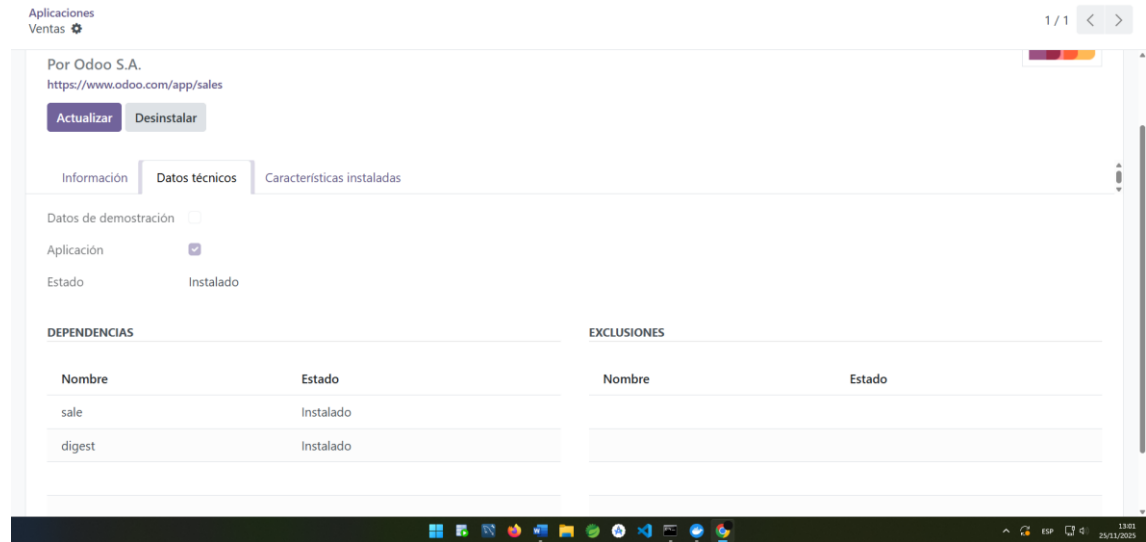 Aplicaciones
Ventas
1 / 1
Por Odoo S.A.
https://www.odoo.com/app/sales
Actualizar Desinstalar
Información Datos técnicos Características instaladas
Datos de demostración
Aplicación
Estado Instalado
DEPENDENCIAS EXCLUSIONES
Nombre Estado Nombre Estado
sale Instalado
digest Instalado
ESP 13:01
25/11/2025